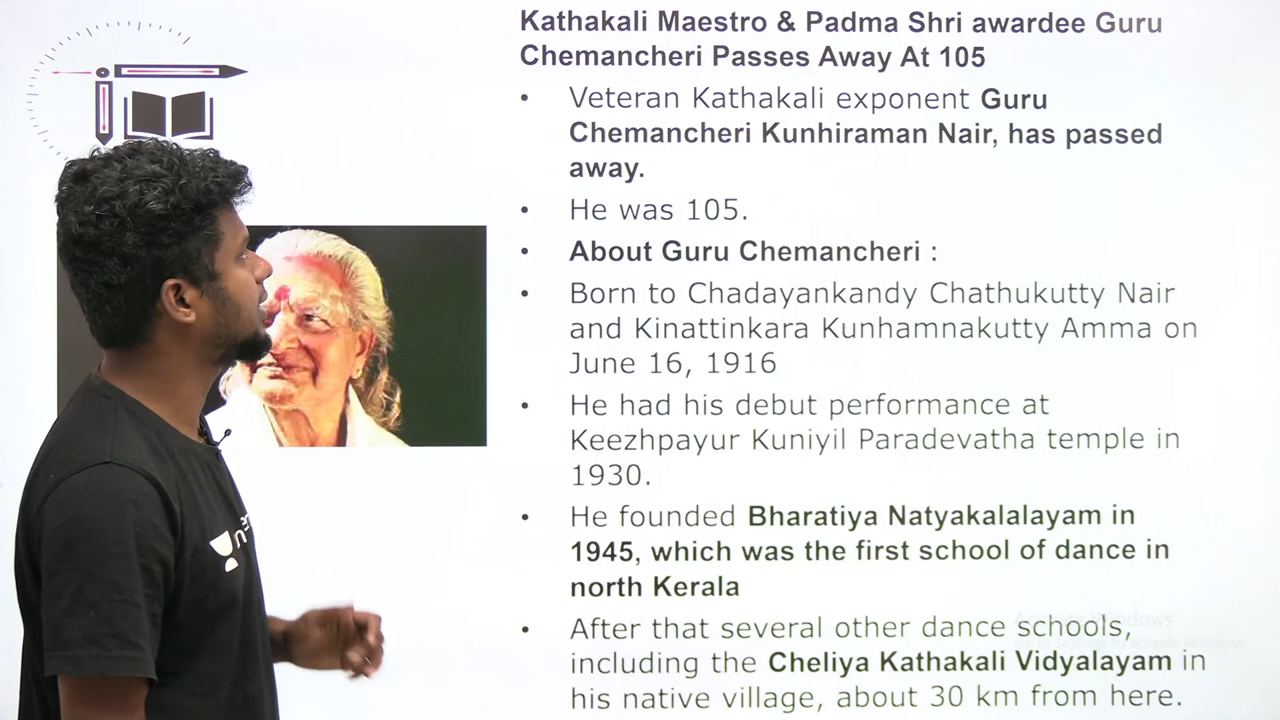 Kathakali Maestro & Padma Shri awardee Guru
Chemancheri Passes Away At 105
• Veteran Kathakali exponent Guru
Chemancheri Kunhiraman Nair, has passed
away.
• He was 105.
• About Guru Chemancheri :
• Born to Chadayankandy Chathukutty Nair
and Kinattinkara Kunhamnakutty Amma on
June 16, 1916
• He had his debut performance at
Keezhpayur Kuniyil Paradevatha temple in
1930.
• He founded Bharatiya Natyakalalayam in
1945, which was the first school of dance in
north Kerala
• After that several other dance schools,
including the Cheliya Kathakali Vidyalayam in
his native village, about 30 km from here.